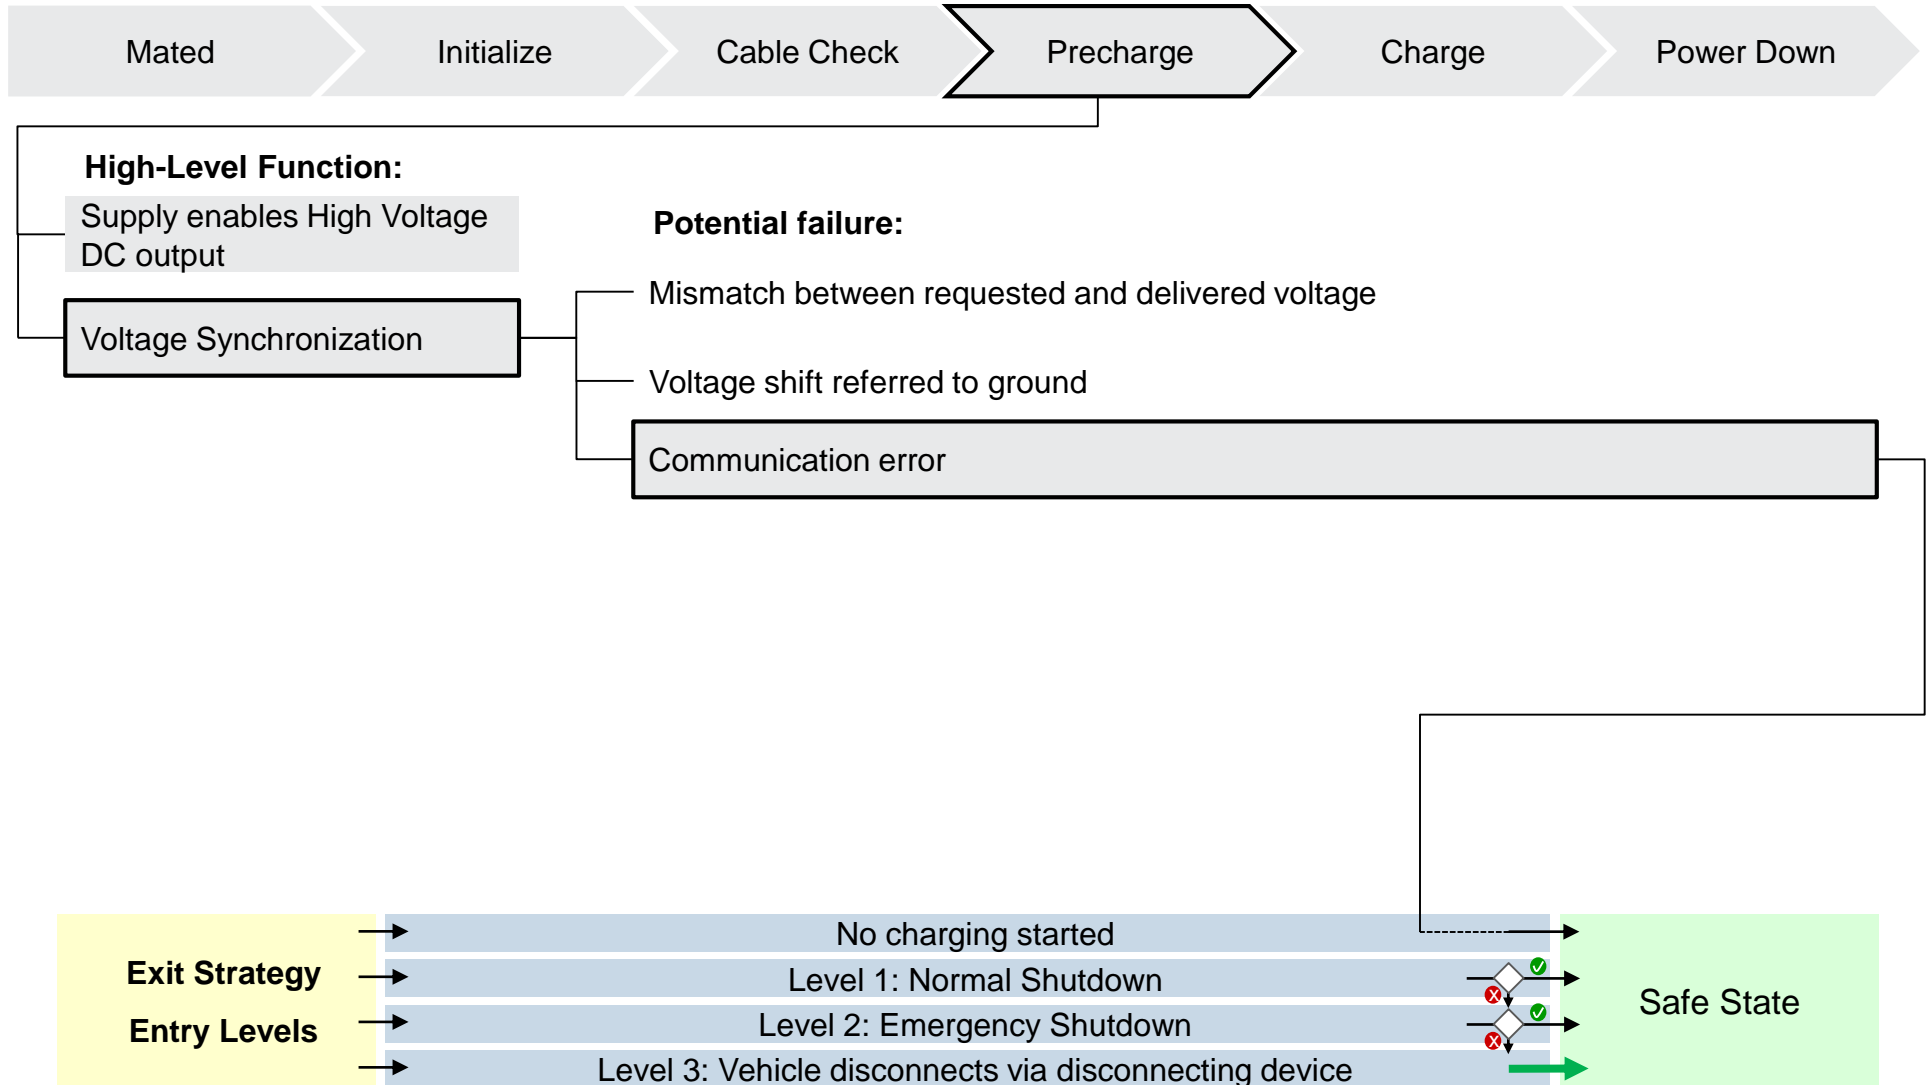 Mated
Initialize
Cable Check
Precharge
Charge
Power Down
High-Level Function:
Supply enables High Voltage
DC output
Voltage Synchronization
Potential failure:
Mismatch between requested and delivered voltage
Voltage shift referred to ground
Communication error
Exit Strategy
Entry Levels
No charging started
Level 1: Normal Shutdown
Level 2: Emergency Shutdown
Level 3: Vehicle disconnects via disconnecting device
Safe State